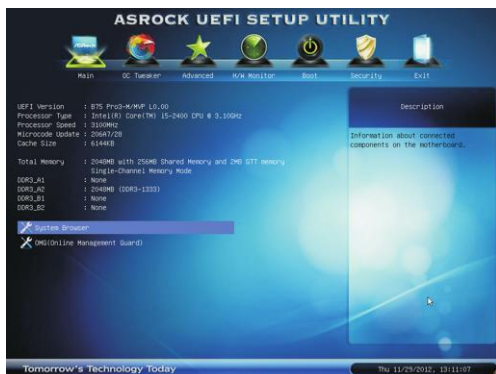 ASROCK UEFI SETUP UTILITY
ASRock
Main OC Tweaker Advanced H/W Monitor Boot Security Exit
UEFI Version : B75 Pro3-M/MVP L0.00
Processor Type : Intel(R) Core(TM) i5-2400 CPU @ 3.10GHz
Processor Speed : 3100MHz
Microcode Update : 206A7/28
Cache Size : 6144KB
Total Memory : 2048MB with 256MB Shared Memory and 2MB GTT memory
Single-Channel Memory Mode
DDR3_A1 : None
DDR3_A2 : 2048MB (DDR3-1333)
DDR3_B1 : None
DDR3_B2 : None
System Browser
OMG(Online Management Guard)
Description
Information about connected
components on the motherboard.
Tomorrow's Technology Today
Thu 11/29/2012, 13:11:07